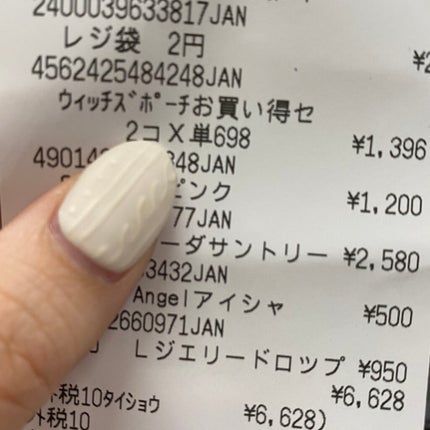 2400039633817JAN
レジ袋 2円
4562425484248JAN
ウィッチズポーチお買い得セ
2コX単698 ¥1,396
348JAN
ピンク ¥1,200
77JAN
ーダサントリー ¥2,580
3432JAN
Angelアイシャ ¥500
2660971JAN
Lジエリードロップ ¥950
¥6,628
税10タイショウ ¥6,628)
税10